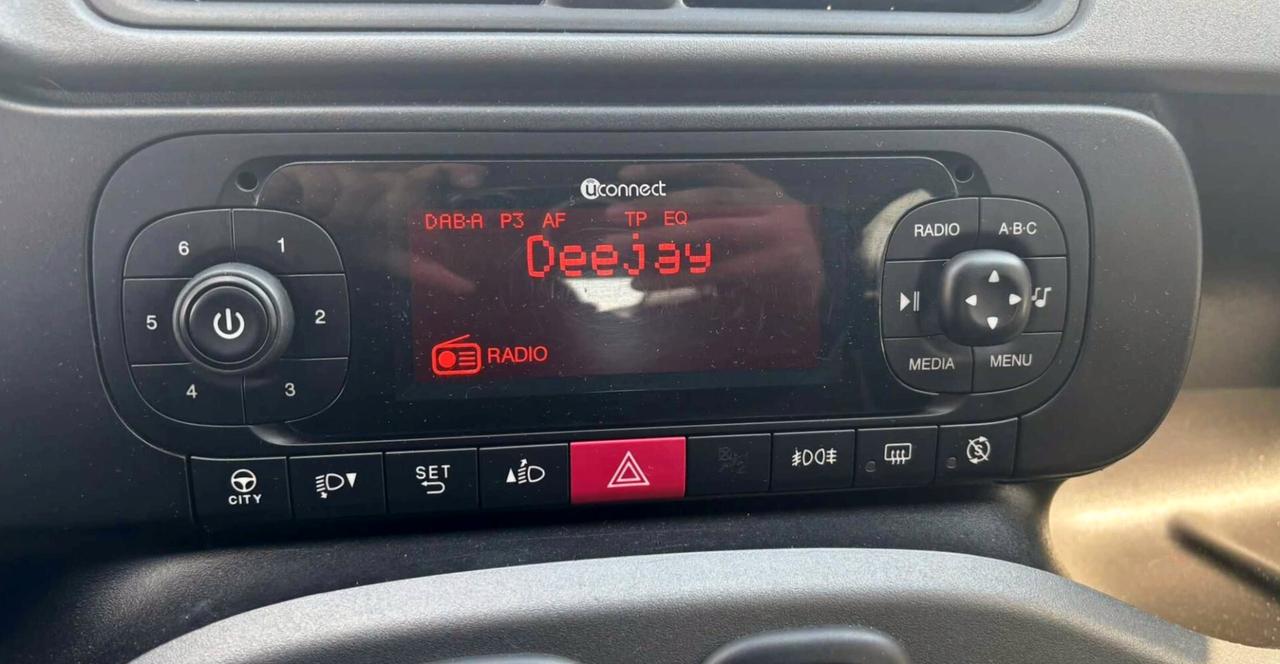 uconnect
DAB-A P3 AF TP EQ
Deejay
RADIO
6 1
5 2
4 3
RADIO A·B·C
MEDIA MENU
CITY
SET